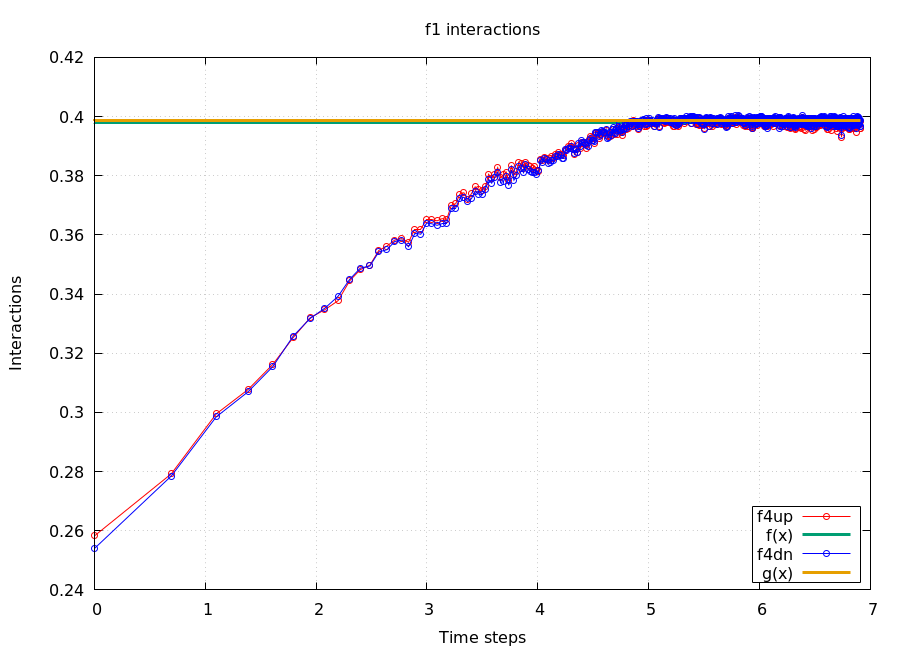 f1 interactions
0.42
0.4
0.38
0.36
0.34
0.32
0.3
0.28
0.26
0.24
Interactions
0 1 2 3 4 5 6 7
Time steps
f4up
f(x)
f4dn
g(x)